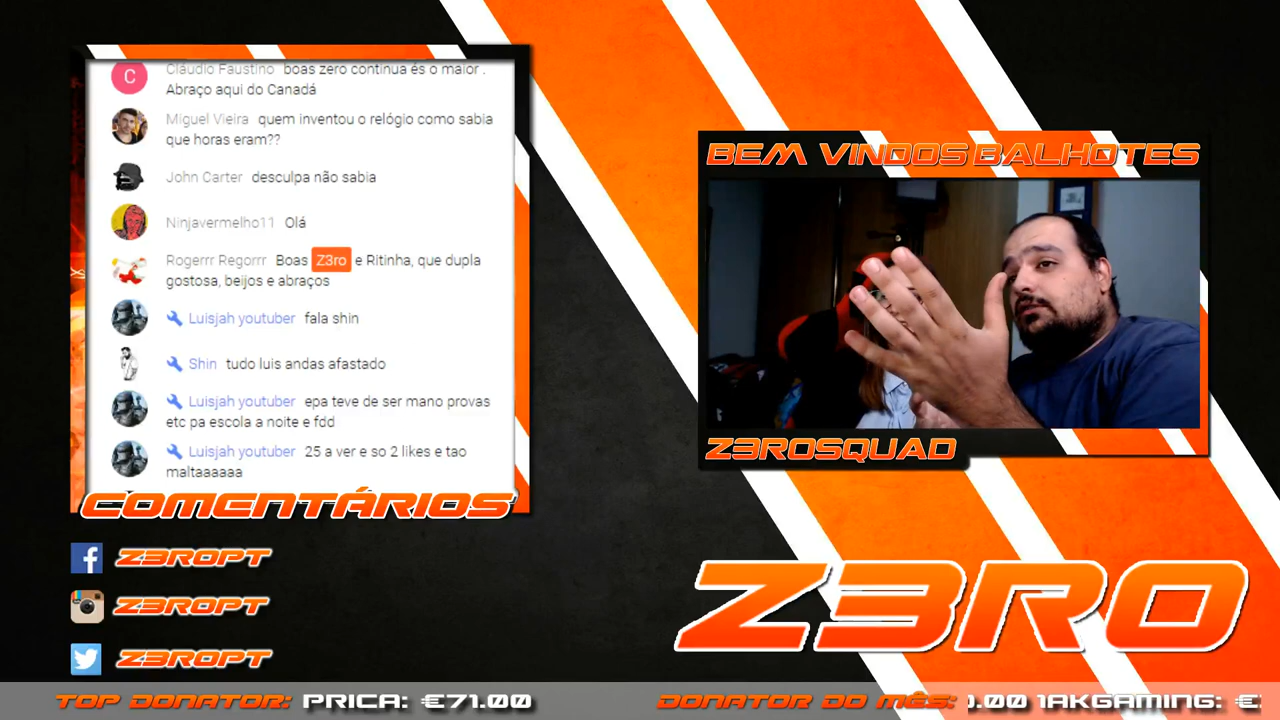 Cláudio Faustino boas zero continua és o maior .
Abraço aqui do Canadá
C
Miguel Vieira quem inventou o relógio como sabia
que horas eram??
John Carter desculpa não sabia
Ninjavermelho11 Olá
Rogerrr Regorrr Boas Z3ro e Ritinha, que dupla
gostosa, beijos e abraços
Luisjah youtuber fala shin
Shin tudo luis andas afastado
Luisjah youtuber epa teve de ser mano provas
etc pa escola a noite e fdd
Luisjah youtuber 25 a ver e so 2 likes e tao
maltaaaaaa
COMENTÁRIOS
Z3ROPT
Z3ROPT
Z3ROPT
BEM VINDOS BALHOTES
Z3ROSQUAD
Z3RO
TOP DONATOR: PRICA: €71.00
DONATOR DO MÊS: 0.00 1AKGAMING: €